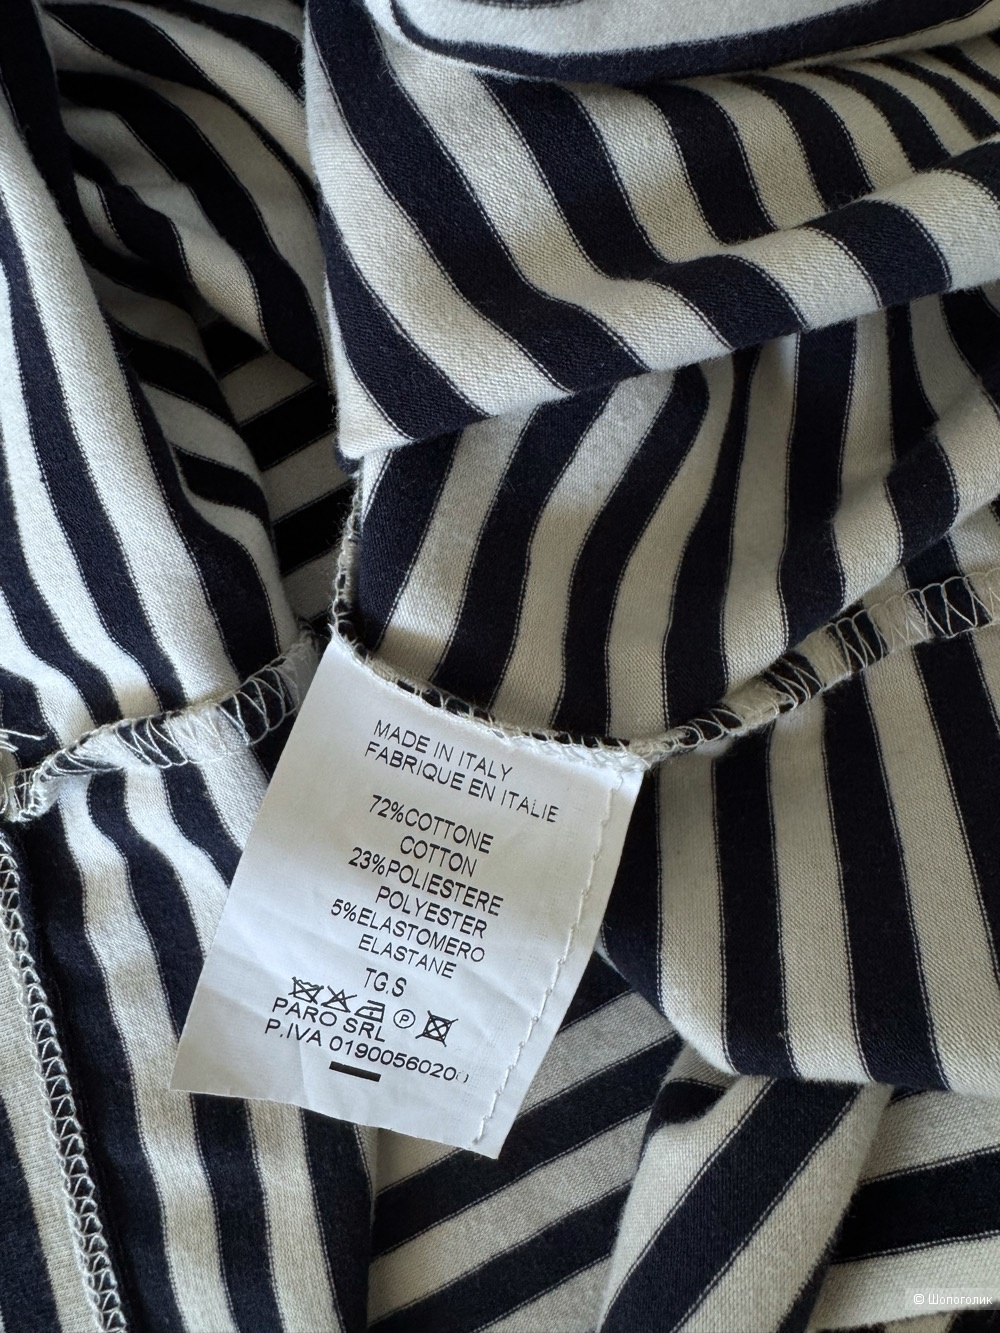 MADE IN ITALY
FABRIQUE EN ITALIE
72%COTTONE
COTTON
23%POLIESTERE
POLYESTER
5%ELASTOMERO
ELASTANE
TG.S
P
PARO SRL
P.IVA 01900560200
© Шопоголик